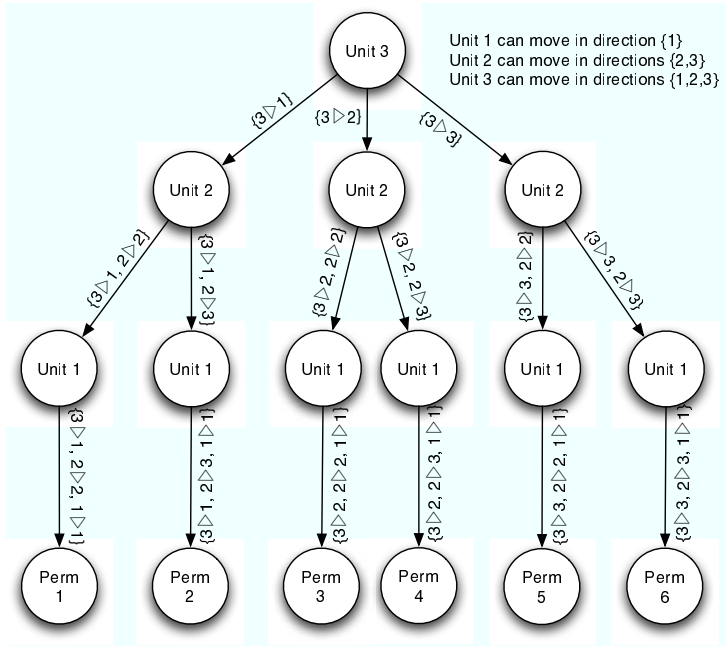 Unit 3
Unit 1 can move in direction {1}
Unit 2 can move in directions {2,3}
Unit 3 can move in directions {1,2,3}
{3▷1}
{3▷2}
{3▷3}
Unit 2
Unit 2
Unit 2
{3▷1, 2▷2}
{3▷1, 2▷3}
{3▷2, 2▷2}
{3▷2, 2▷3}
{3▷3, 2▷2}
{3▷3, 2▷3}
Unit 1
Unit 1
Unit 1
Unit 1
Unit 1
Unit 1
{3▷1, 2▷2, 1▷1}
{3▷1, 2▷3, 1▷1}
{3▷2, 2▷2, 1▷1}
{3▷2, 2▷3, 1▷1}
{3▷3, 2▷2, 1▷1}
{3▷3, 2▷3, 1▷1}
Perm
1
Perm
2
Perm
3
Perm
4
Perm
5
Perm
6